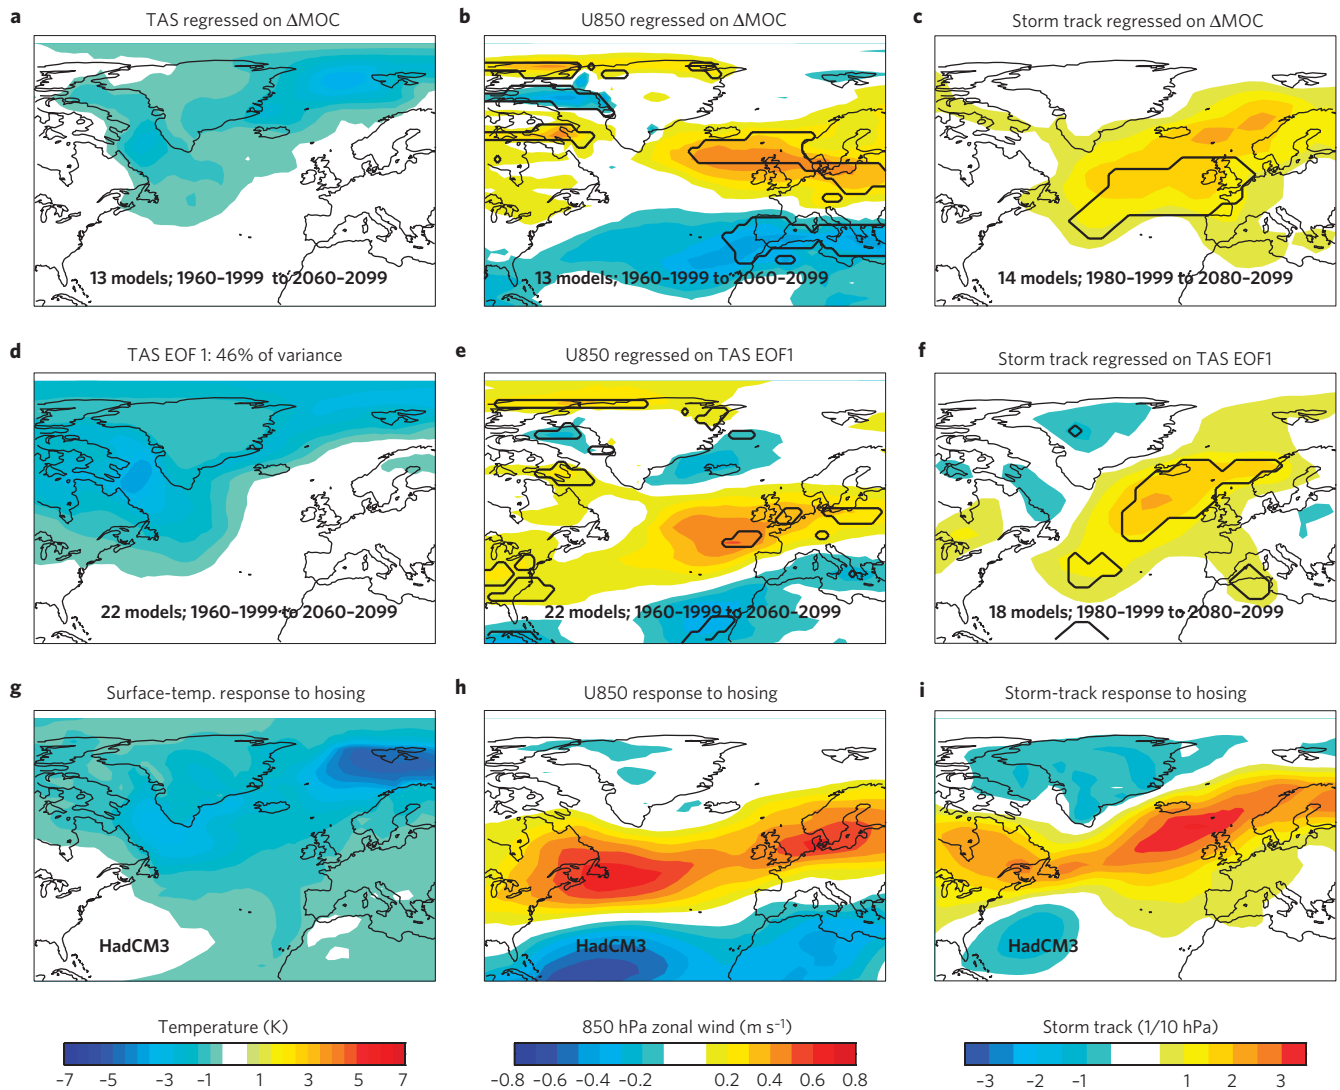 a TAS regressed on ΔMOC
b U850 regressed on ΔMOC
c Storm track regressed on ΔMOC
13 models; 1960–1999 to 2060–2099
13 models; 1960–1999 to 2060–2099
14 models; 1980–1999 to 2080–2099
d TAS EOF 1: 46% of variance
e U850 regressed on TAS EOF1
f Storm track regressed on TAS EOF1
22 models; 1960–1999 to 2060–2099
22 models; 1960–1999 to 2060–2099
18 models; 1980–1999 to 2080–2099
g Surface-temp. response to hosing
h U850 response to hosing
i Storm-track response to hosing
HadCM3
HadCM3
HadCM3
Temperature (K)
–7 –5 –3 –1 1 3 5 7
850 hPa zonal wind (m s⁻¹)
–0.8 –0.6 –0.4 –0.2 0.2 0.4 0.6 0.8
Storm track (1/10 hPa)
–3 –2 –1 1 2 3